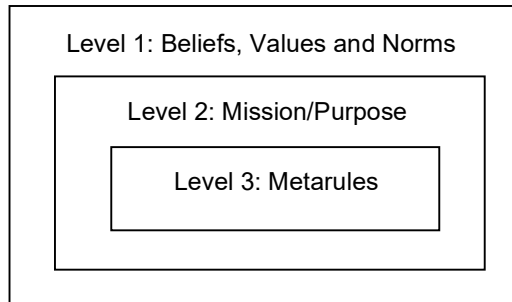 Level 1: Beliefs, Values and Norms
Level 2: Mission/Purpose
Level 3: Metarules